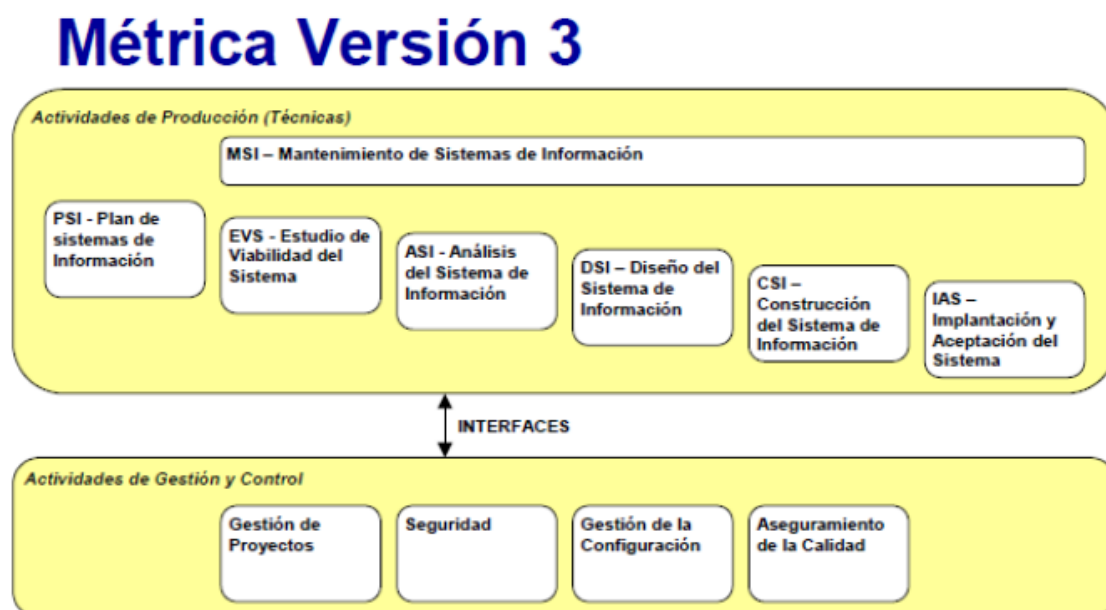 Métrica Versión 3
Actividades de Producción (Técnicas)
MSI – Mantenimiento de Sistemas de Información
PSI - Plan de
sistemas de
Información
EVS - Estudio de
Viabilidad del
Sistema
ASI - Análisis
del Sistema de
Información
DSI – Diseño del
Sistema de
Información
CSI –
Construcción
del Sistema de
Información
IAS –
Implantación y
Aceptación del
Sistema
INTERFACES
Actividades de Gestión y Control
Gestión de
Proyectos
Seguridad
Gestión de la
Configuración
Aseguramiento
de la Calidad